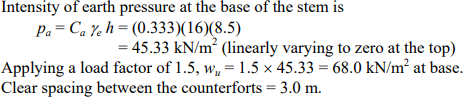 Intensity of earth pressure at the base of the stem is
pₐ = Cₐ γₑ h = (0.333)(16)(8.5)
= 45.33 kN/m² (linearly varying to zero at the top)
Applying a load factor of 1.5, wᵤ = 1.5 × 45.33 = 68.0 kN/m² at base.
Clear spacing between the counterforts = 3.0 m.